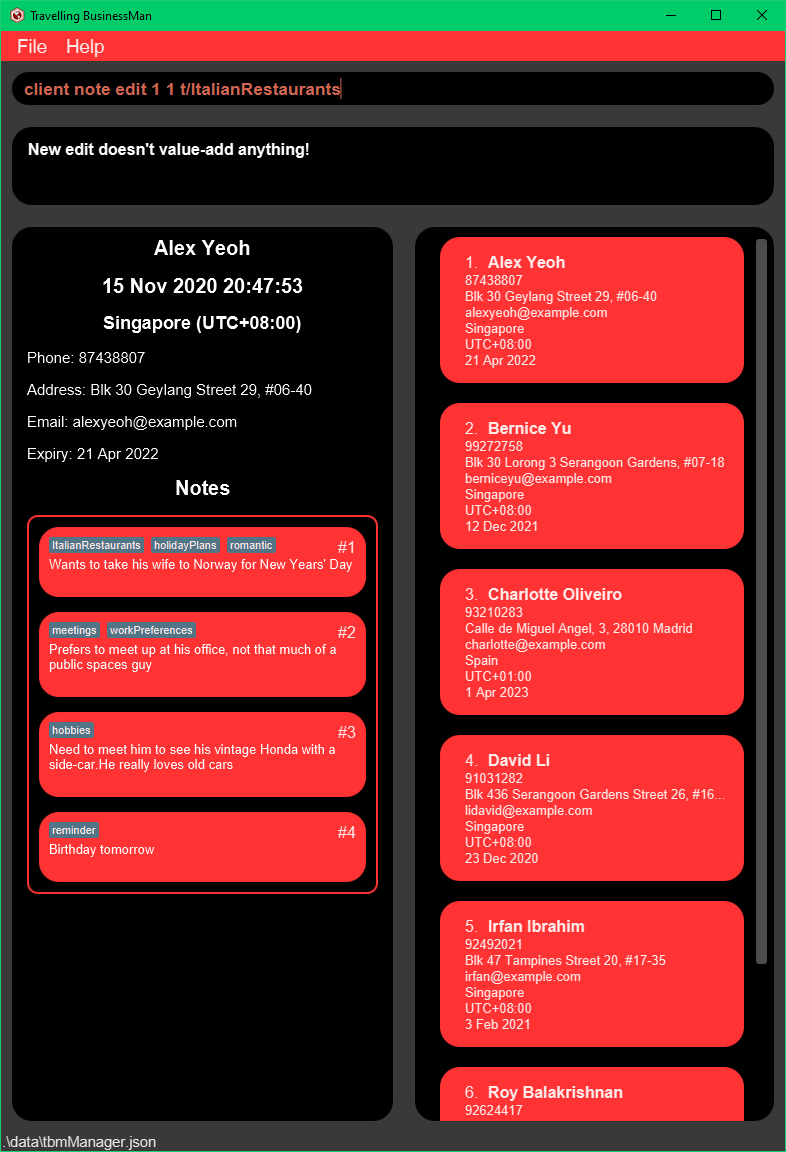 Travelling BusinessMan
File Help
client note edit 1 1 t/ItalianRestaurants
New edit doesn't value-add anything!
Alex Yeoh
15 Nov 2020 20:47:53
Singapore (UTC+08:00)
Phone: 87438807
Address: Blk 30 Geylang Street 29, #06-40
Email: alexyeoh@example.com
Expiry: 21 Apr 2022
Notes
ItalianRestaurants holidayPlans romantic #1
Wants to take his wife to Norway for New Years' Day
meetings workPreferences #2
Prefers to meet up at his office, not that much of a
public spaces guy
hobbies #3
Need to meet him to see his vintage Honda with a
side-car.He really loves old cars
reminder #4
Birthday tomorrow
1. Alex Yeoh
87438807
Blk 30 Geylang Street 29, #06-40
alexyeoh@example.com
Singapore
UTC+08:00
21 Apr 2022
2. Bernice Yu
99272758
Blk 30 Lorong 3 Serangoon Gardens, #07-18
berniceyu@example.com
Singapore
UTC+08:00
12 Dec 2021
3. Charlotte Oliveiro
93210283
Calle de Miguel Angel, 3, 28010 Madrid
charlotte@example.com
Spain
UTC+01:00
1 Apr 2023
4. David Li
91031282
Blk 436 Serangoon Gardens Street 26, #16...
lidavid@example.com
Singapore
UTC+08:00
23 Dec 2020
5. Irfan Ibrahim
92492021
Blk 47 Tampines Street 20, #17-35
irfan@example.com
Singapore
UTC+08:00
3 Feb 2021
6. Roy Balakrishnan
92624417
.\data\tbmManager.json